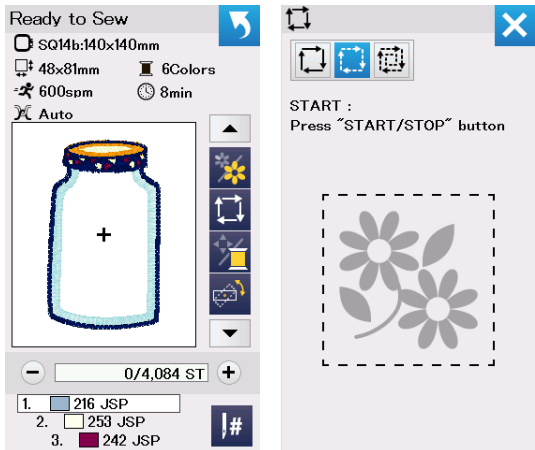 Ready to Sew
SQ14b:140x140mm
48x81mm 6Colors
600spm 8min
Auto
0/4,084 ST
1. 216 JSP
2. 253 JSP
3. 242 JSP
#
START :
Press "START/STOP" button